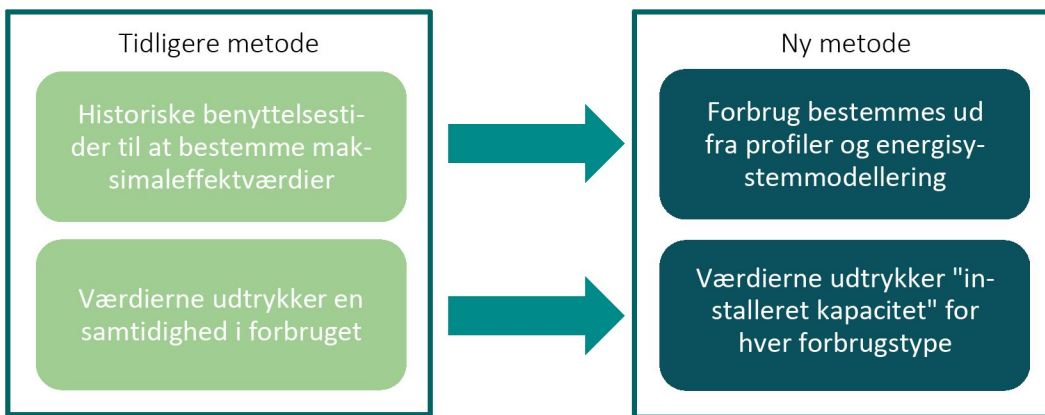 Tidligere metode
Historiske benyttelsesti-
der til at bestemme mak-
simaleffektværdier
Værdierne udtrykker en
samtidighed i forbruget
Ny metode
Forbrug bestemmes ud
fra profiler og energisy-
stemmodellering
Værdierne udtrykker "in-
stalleret kapacitet" for
hver forbrugstype